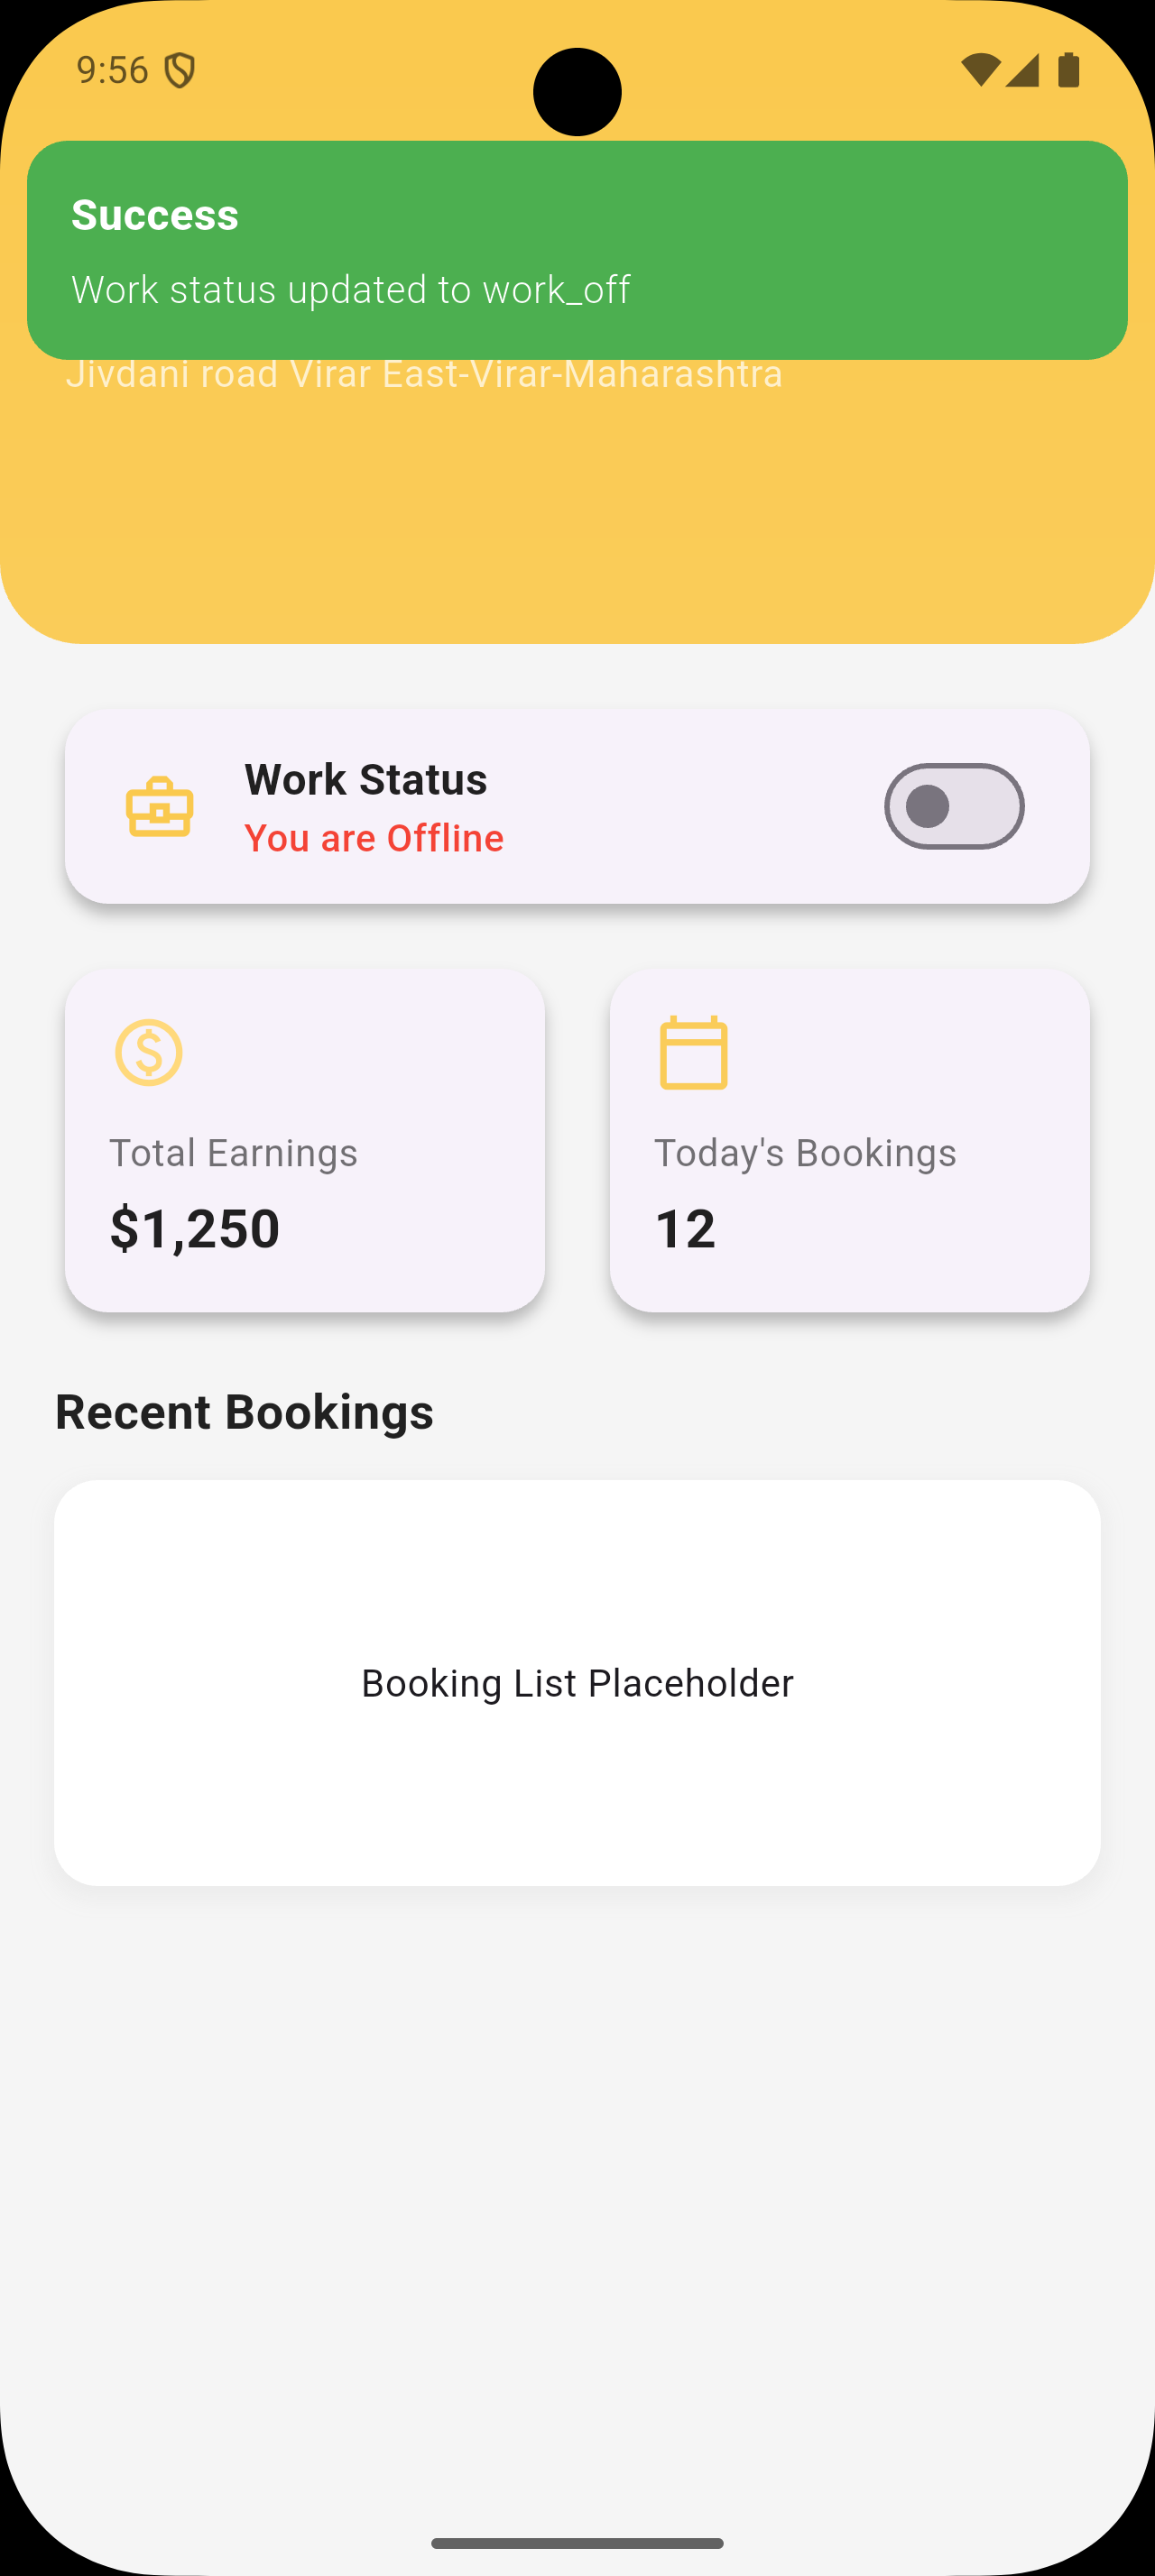 9:56
Success
Work status updated to work_off
Jivdani road Virar East-Virar-Maharashtra
Work Status
You are Offline
Total Earnings
$1,250
Today's Bookings
12
Recent Bookings
Booking List Placeholder